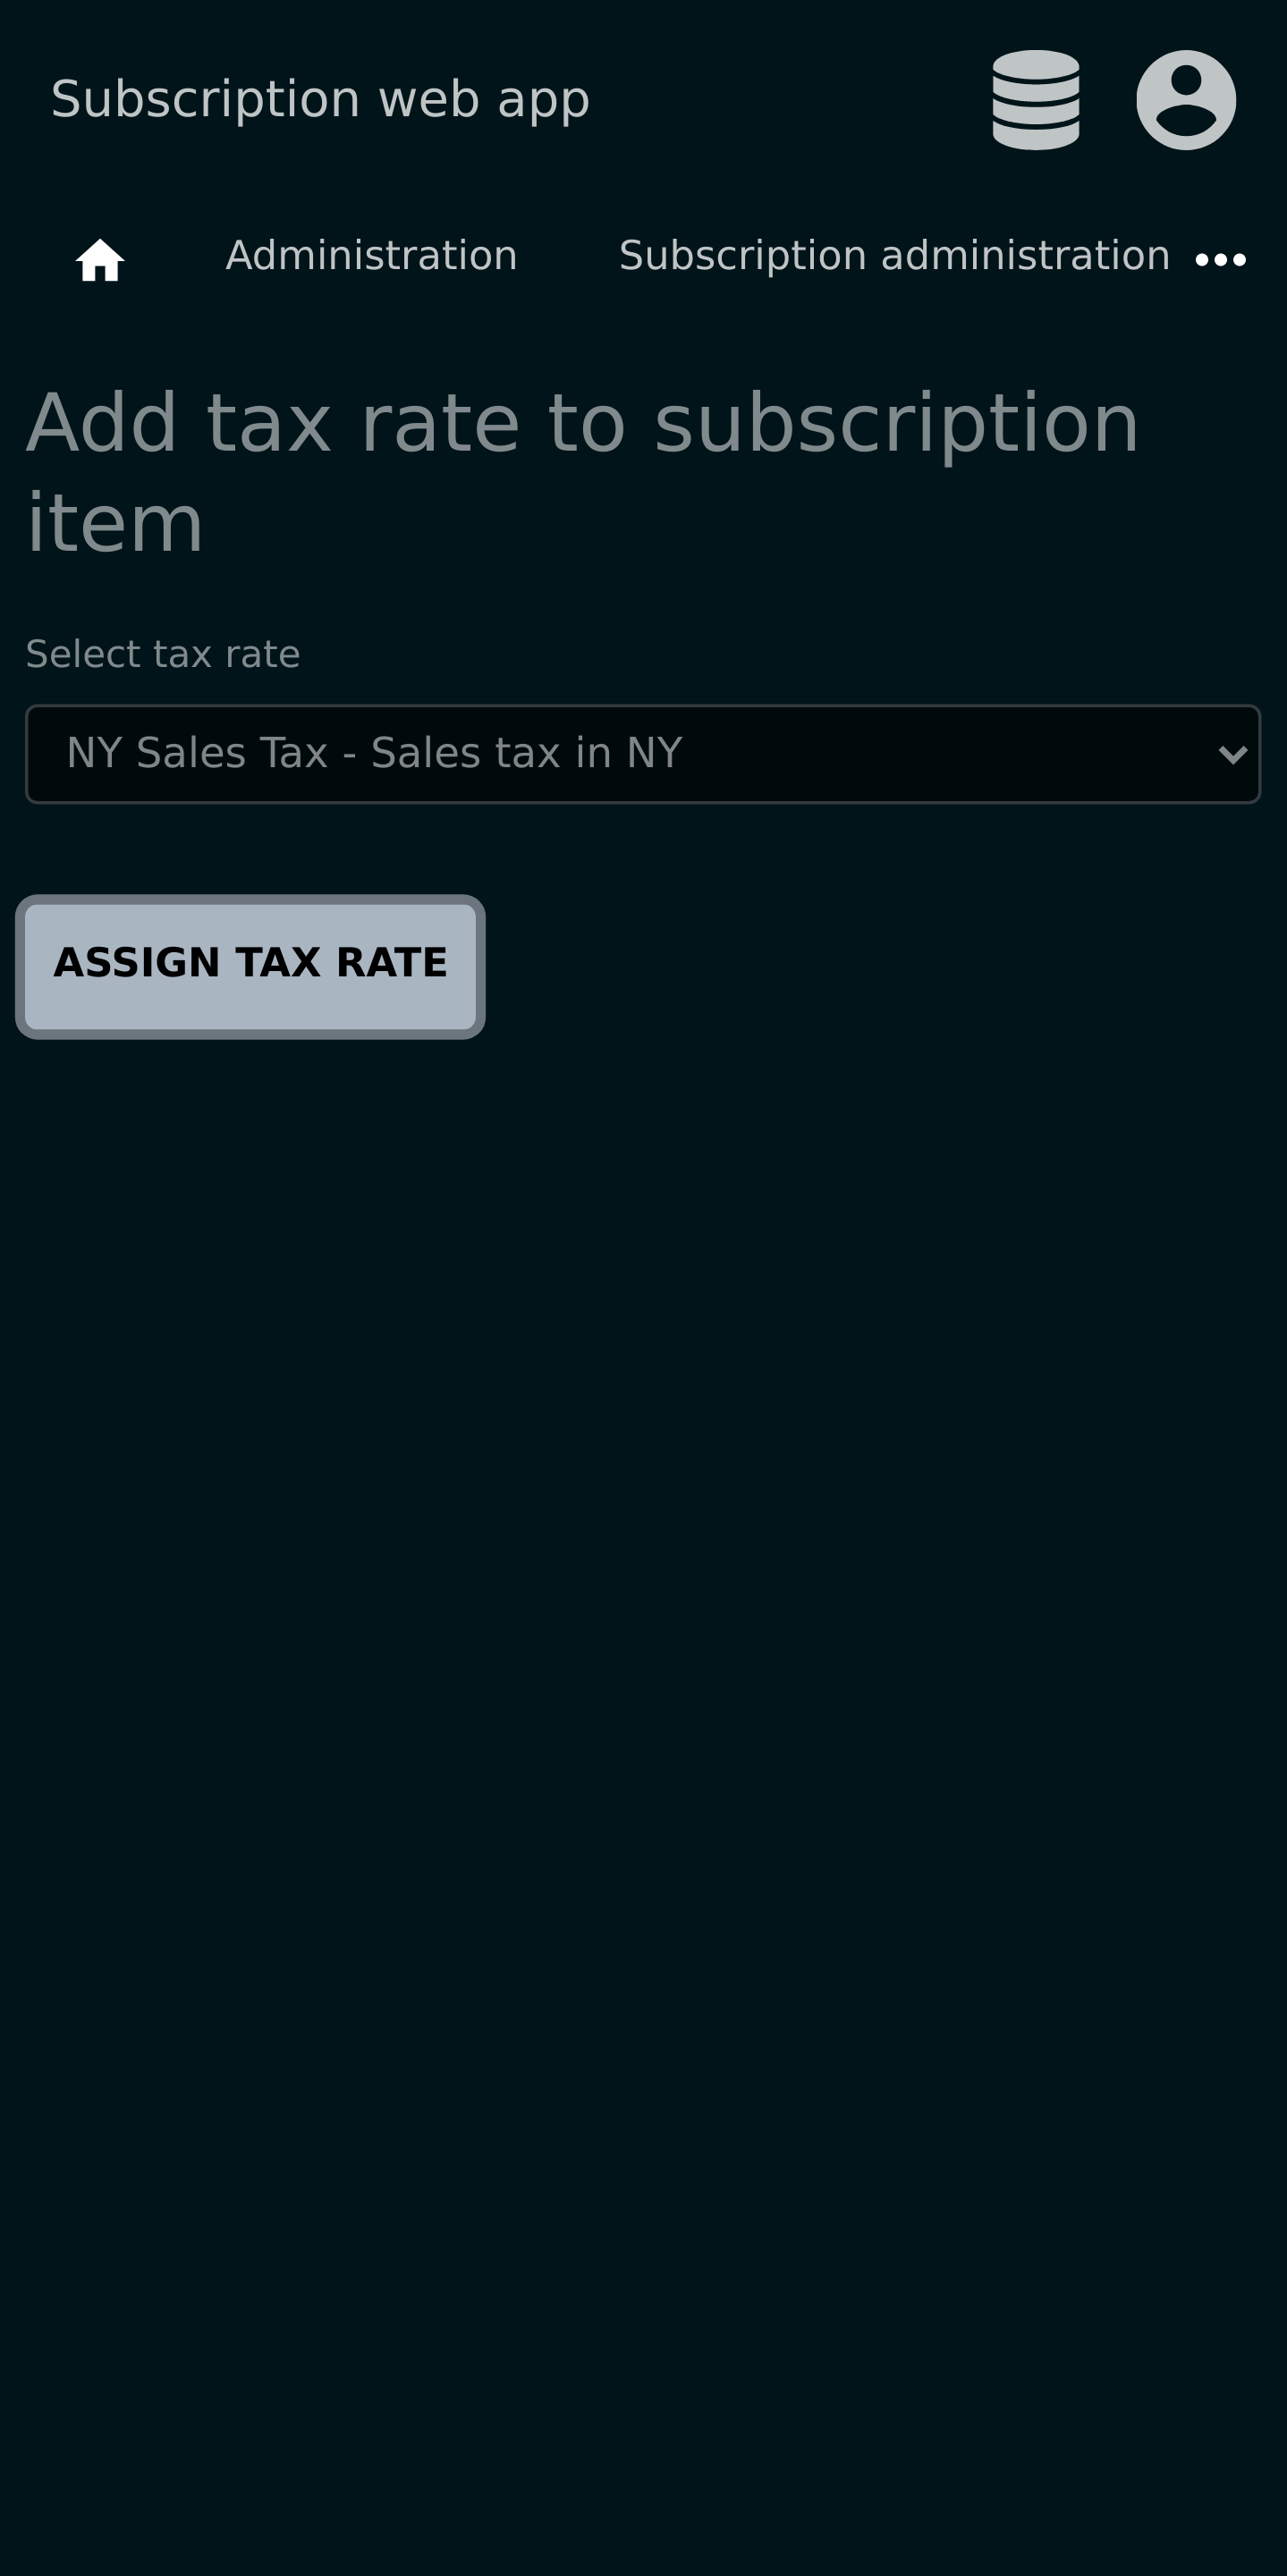 Subscription web app
Administration
Subscription administration
Add tax rate to subscription
item
Select tax rate
NY Sales Tax - Sales tax in NY
ASSIGN TAX RATE